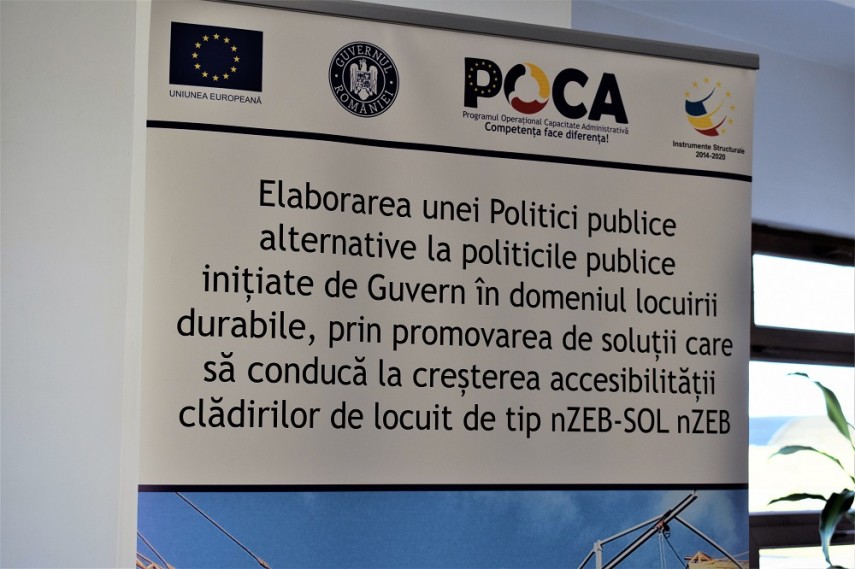 UNIUNEA EUROPEANĂ
GUVERNUL ROMÂNIEI
POCA
Programul Operațional Capacitate Administrativă
Competența face diferența!
Instrumente Structurale
2014-2020
Elaborarea unei Politici publice
alternative la politicile publice
inițiate de Guvern în domeniul locuirii
durabile, prin promovarea de soluții care
să conducă la creșterea accesibilității
clădirilor de locuit de tip nZEB-SOL nZEB